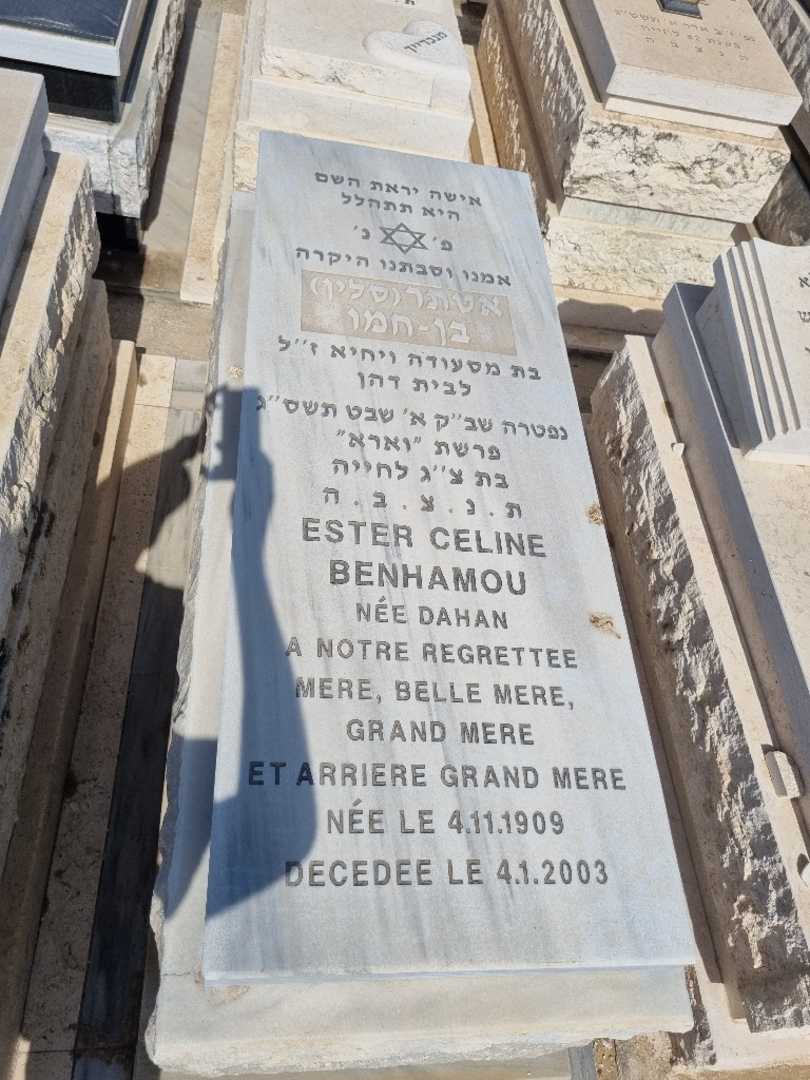 מנכדיך
אישה יראת השם
היא תתהלל
פ׳ נ׳
אמנו וסבתנו היקרה
אסתר (סלין)
בן-חמו
בת מסעודה ויחיא ז״ל
לבית דהן
נפטרה שב״ק א׳ שבט תשס״ג
פרשת ״וארא״
בת צ״ג לחייה
ת . נ . צ . ב . ה
ESTER CELINE
BENHAMOU
NÉE DAHAN
A NOTRE REGRETTEE
MERE, BELLE MERE,
GRAND MERE
ET ARRIERE GRAND MERE
NÉE LE 4.11.1909
DECEDEE LE 4.1.2003